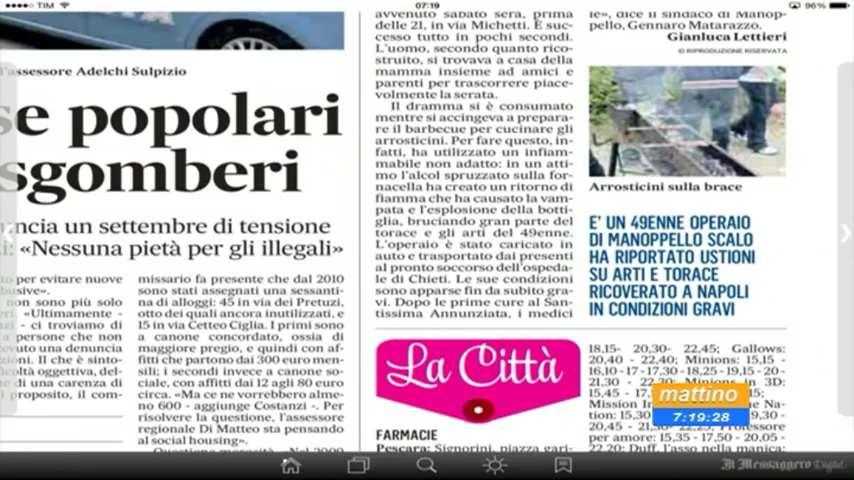 TIM
07:19
96%
l'assessore Adelchi Sulpizio
se popolari
sgomberi
ncia un settembre di tensione
i: «Nessuna pietà per gli illegali»
to per evitare nuove
busive».
non sono più solo
ri. «Ultimamente -
zi - ci troviamo di
a persone che non
evuto una denuncia
zioni. Il che è sinto-
coltà oggettiva, del-
e di una carenza di
proposito, il com-
missario fa presente che dal 2010
sono stati assegnati una sessanti-
na di alloggi: 45 in via dei Pretuzi,
otto dei quali ancora inutilizzati, e
15 in via Cetteo Ciglia. I primi sono
a canone concordato, ossia di
maggiore pregio, e quindi con af-
fitti che partono dai 300 euro men-
sili; i secondi invece a canone so-
ciale, con affitti dai 12 agli 80 euro
circa. «Ma ce ne vorrebbero alme-
no 600 - aggiunge Costanzi -. Per
risolvere la questione, l'assessore
regionale Di Matteo sta pensando
al social housing».
avvenuto sabato sera, prima
delle 21, in via Michetti. È suc-
cesso tutto in pochi secondi.
L'uomo, secondo quanto rico-
struito, si trovava a casa della
mamma insieme ad amici e
parenti per trascorrere piace-
volmente la serata.
Il dramma si è consumato
mentre si accingeva a prepara-
re il barbecue per cucinare gli
arrosticini. Per fare questo, in-
fatti, ha utilizzato un infiam-
mabile non adatto: in un atti-
mo l'alcol spruzzato sulla for-
nacella ha creato un ritorno di
fiamma che ha causato la vam-
pata e l'esplosione della botti-
glia, bruciando gran parte del
torace e gli arti del 49enne.
L'operaio è stato caricato in
auto e trasportato dai presenti
al pronto soccorso dell'ospeda-
le di Chieti. Le sue condizioni
sono apparse fin da subito gra-
vi. Dopo le prime cure al San-
tissima Annunziata, i medici
le», dice il sindaco di Manop-
pello, Gennaro Matarazzo.
Gianluca Lettieri
© RIPRODUZIONE RISERVATA
Arrosticini sulla brace
E' UN 49ENNE OPERAIO
DI MANOPPELLO SCALO
HA RIPORTATO USTIONI
SU ARTI E TORACE
RICOVERATO A NAPOLI
IN CONDIZIONI GRAVI
La Città
FARMACIE
Pescara: Signorini, piazza gari-
18,15- 20,30- 22,45; Gallows:
20,40 - 22,40; Minions: 15,15 -
16,10 - 17 -17,30 - 18,25 - 19,15 - 20 -
21,30 - Minions in 3D:
15,45 -
Mission Na-
tion: 15,30 19,30 -
20,45 - Professore
per amore: 15,35 - 17,50 - 20,05 -
22,20; Duff, l'asso nella manica:
mattino
7:19:28
Il Messaggero Digital